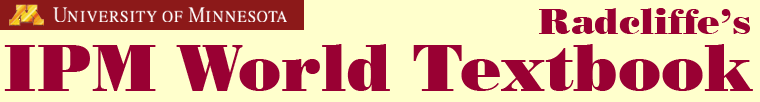 University of Minnesota
Radcliffe's
IPM World Textbook